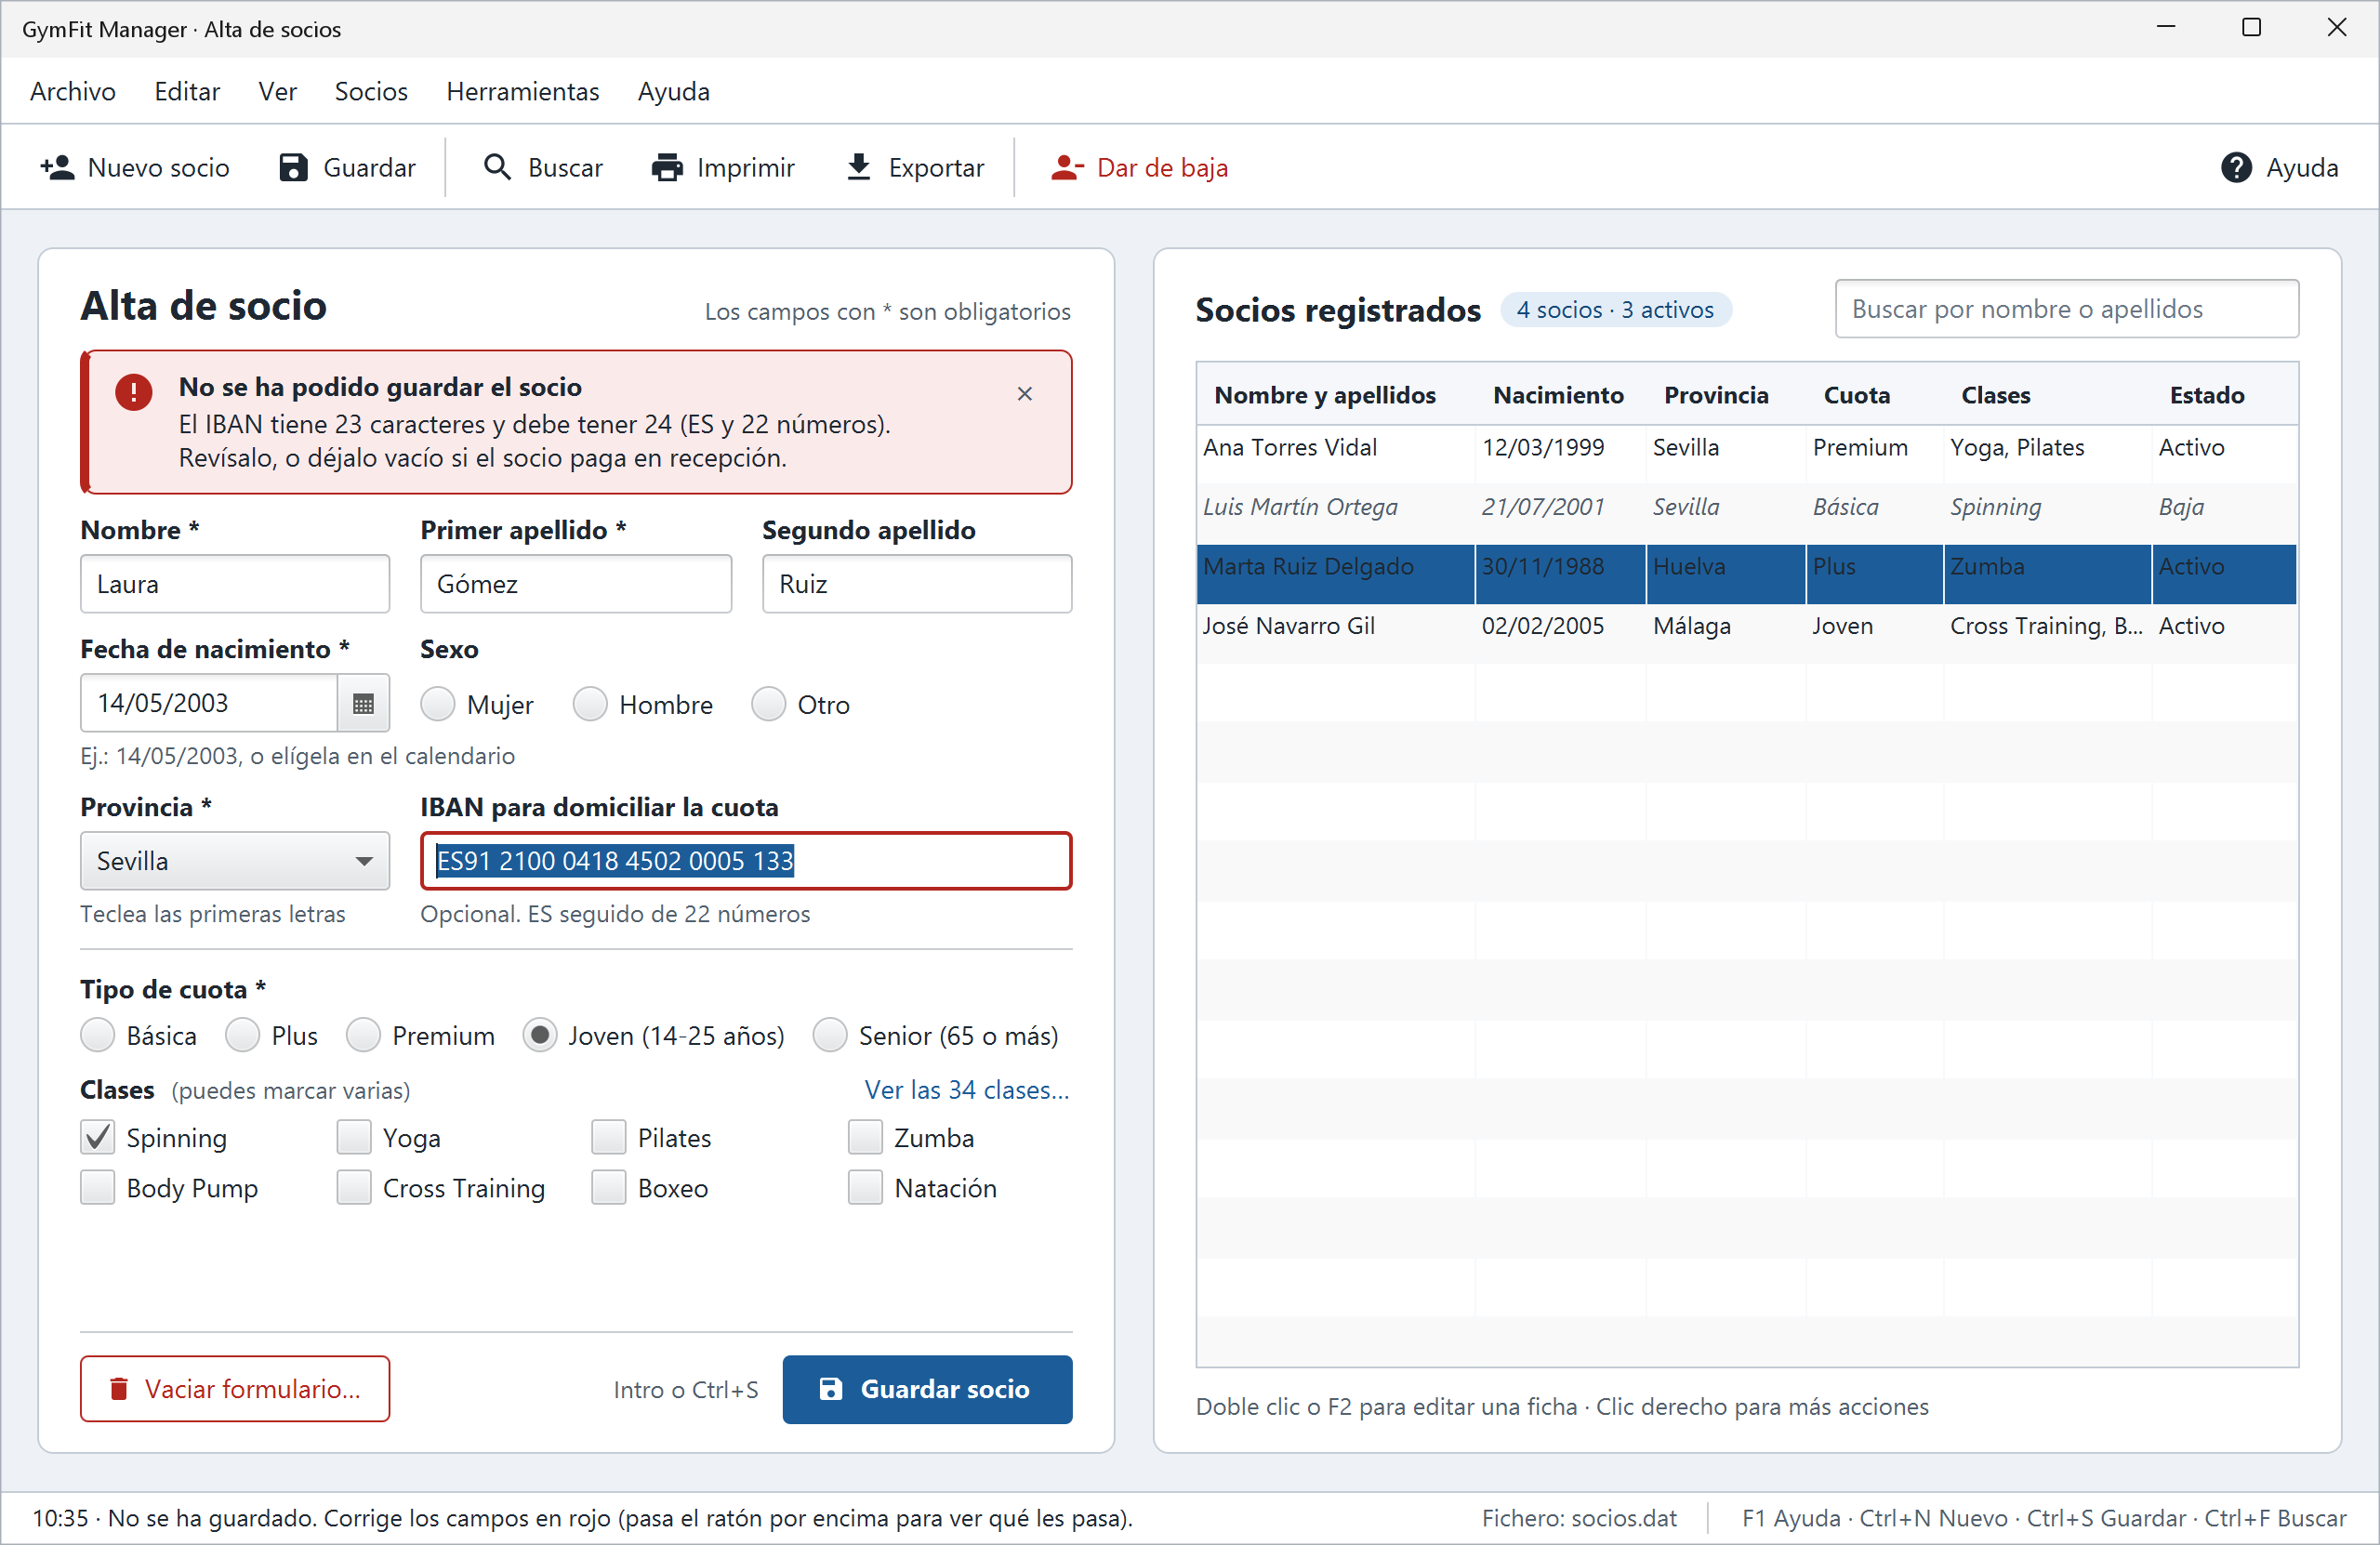 GymFit Manager · Alta de socios
Archivo Editar Ver Socios Herramientas Ayuda
Nuevo socio Guardar Buscar Imprimir Exportar Dar de baja Ayuda
Alta de socio
Los campos con * son obligatorios
No se ha podido guardar el socio
El IBAN tiene 23 caracteres y debe tener 24 (ES y 22 números).
Revísalo, o déjalo vacío si el socio paga en recepción.
Nombre * Primer apellido * Segundo apellido
Laura Gómez Ruiz
Fecha de nacimiento * Sexo
14/05/2003 Mujer Hombre Otro
Ej.: 14/05/2003, o elígela en el calendario
Provincia * IBAN para domiciliar la cuota
Sevilla ES91 2100 0418 4502 0005 133
Teclea las primeras letras Opcional. ES seguido de 22 números
Tipo de cuota *
Básica Plus Premium Joven (14-25 años) Senior (65 o más)
Clases (puedes marcar varias) Ver las 34 clases...
Spinning Yoga Pilates Zumba
Body Pump Cross Training Boxeo Natación
Vaciar formulario... Intro o Ctrl+S Guardar socio
Socios registrados 4 socios · 3 activos Buscar por nombre o apellidos
Nombre y apellidos Nacimiento Provincia Cuota Clases Estado
Ana Torres Vidal 12/03/1999 Sevilla Premium Yoga, Pilates Activo
Luis Martín Ortega 21/07/2001 Sevilla Básica Spinning Baja
Marta Ruiz Delgado 30/11/1988 Huelva Plus Zumba Activo
José Navarro Gil 02/02/2005 Málaga Joven Cross Training, B... Activo
Doble clic o F2 para editar una ficha · Clic derecho para más acciones
10:35 · No se ha guardado. Corrige los campos en rojo (pasa el ratón por encima para ver qué les pasa).
Fichero: socios.dat F1 Ayuda · Ctrl+N Nuevo · Ctrl+S Guardar · Ctrl+F Buscar